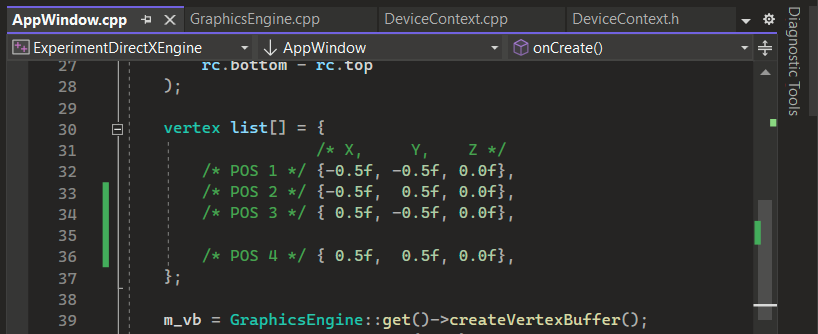 AppWindow.cpp GraphicsEngine.cpp DeviceContext.cpp DeviceContext.h
ExperimentDirectXEngine AppWindow onCreate()
Diagnostic Tools
27 rc.bottom - rc.top
28 );
29
30 vertex list[] = {
31 /* X, Y, Z */
32 /* POS 1 */ {-0.5f, -0.5f, 0.0f},
33 /* POS 2 */ {-0.5f, 0.5f, 0.0f},
34 /* POS 3 */ { 0.5f, -0.5f, 0.0f},
35
36 /* POS 4 */ { 0.5f, 0.5f, 0.0f},
37 };
38
39 m_vb = GraphicsEngine::get()->createVertexBuffer();